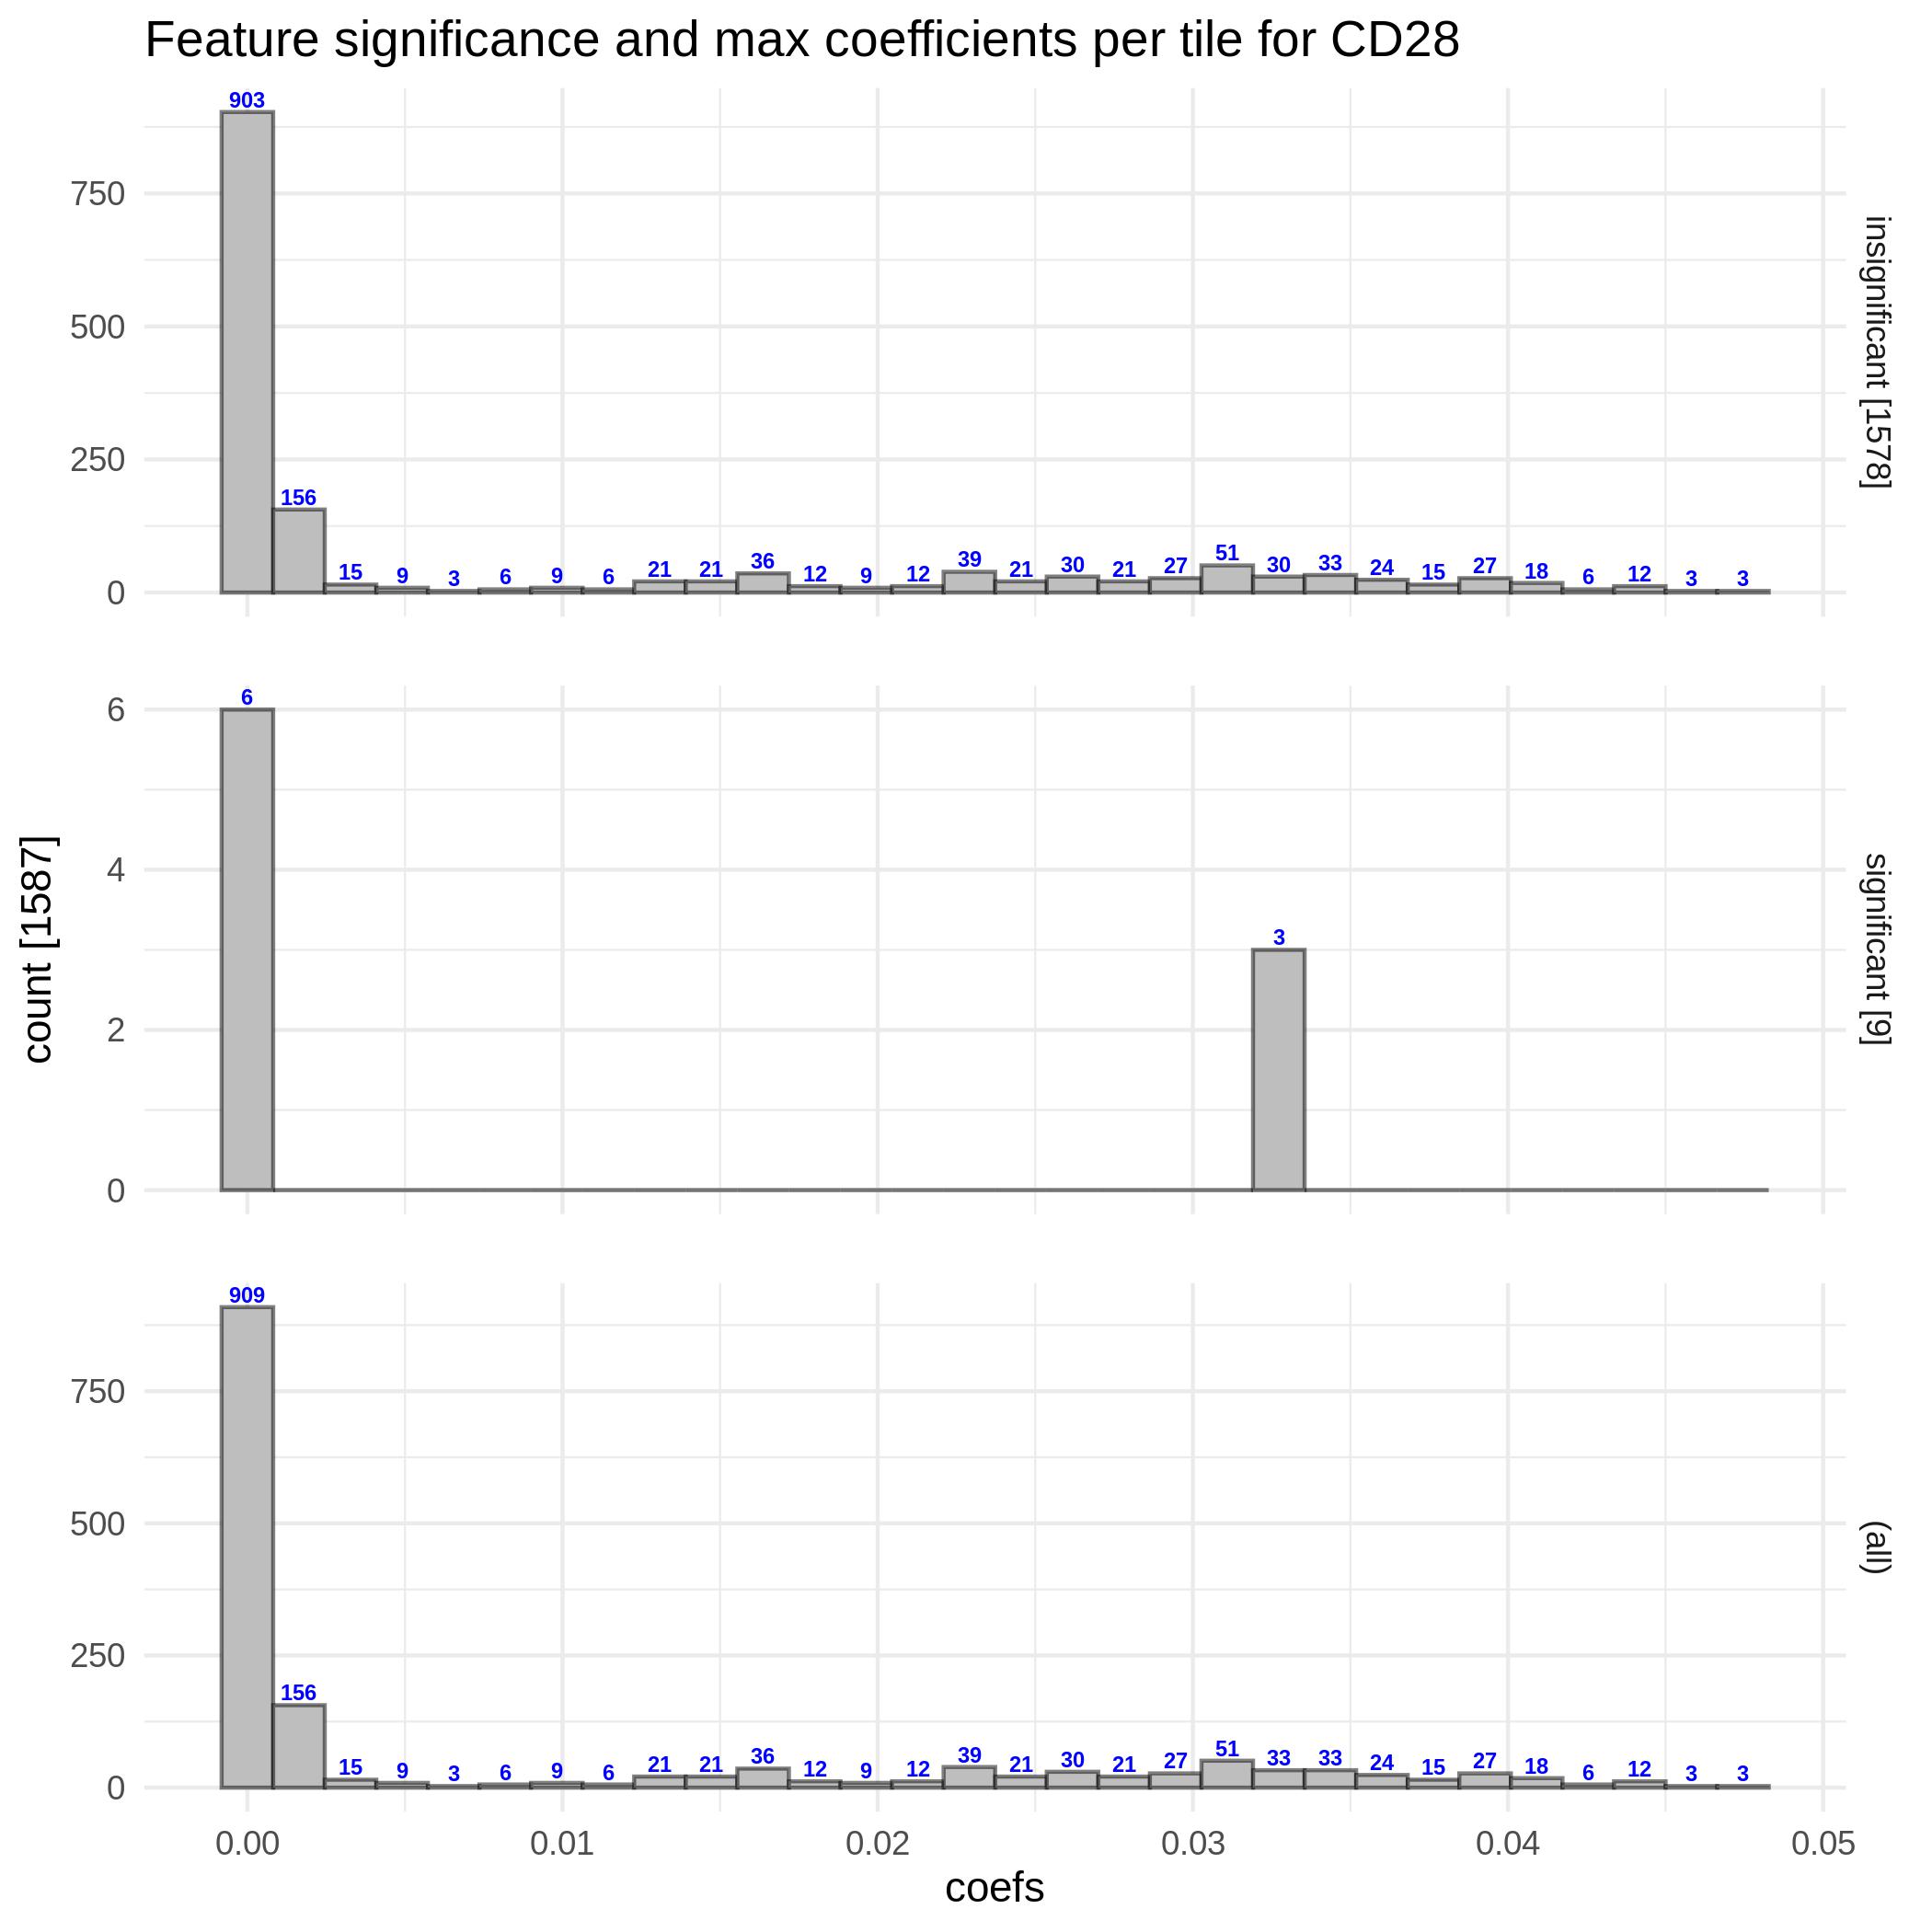 Feature significance and max coefficients per tile for CD28
903
156
15 9 3 6 9 6 21 21 36 12 9 12 39 21 30 21 27 51 30 33 24 15 27 18 6 12 3 3
750
500
250
0
insignificant [1578]
6
3
6
4
2
0
significant [9]
count [1587]
909
156
15 9 3 6 9 6 21 21 36 12 9 12 39 21 30 21 27 51 33 33 24 15 27 18 6 12 3 3
750
500
250
0
(all)
0.00 0.01 0.02 0.03 0.04 0.05
coefs